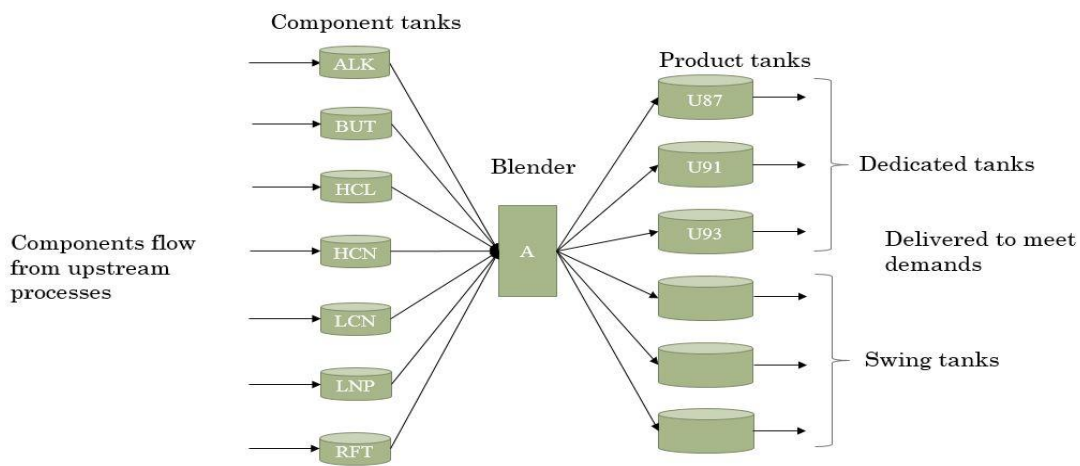 Component tanks
ALK
BUT
HCL
HCN
LCN
LNP
RFT
Components flow
from upstream
processes
Blender
A
Product tanks
U87
U91
U93
Dedicated tanks
Delivered to meet
demands
Swing tanks